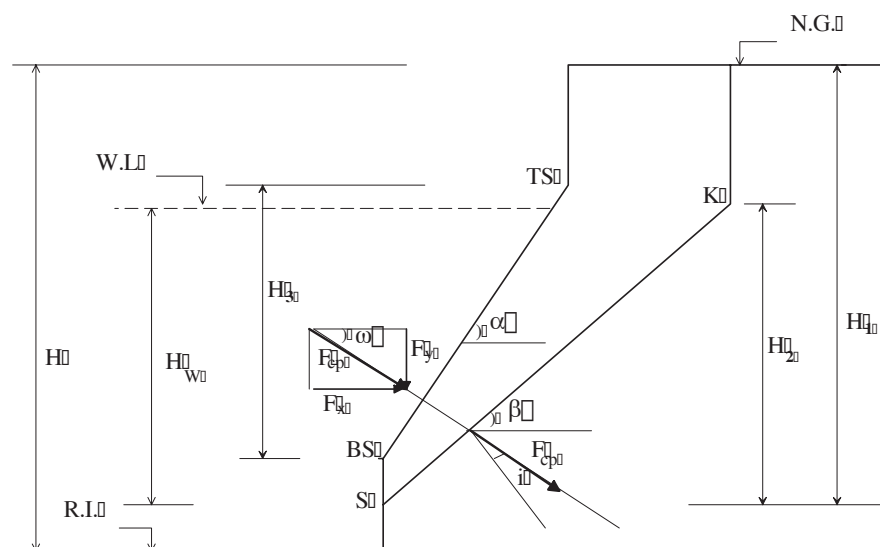 N.G.
W.L
TS
K
H3
α
H1
ω
Fy
H
HW
Fcp
H2
Fx
β
BS
Fcp
i
S
R.I.